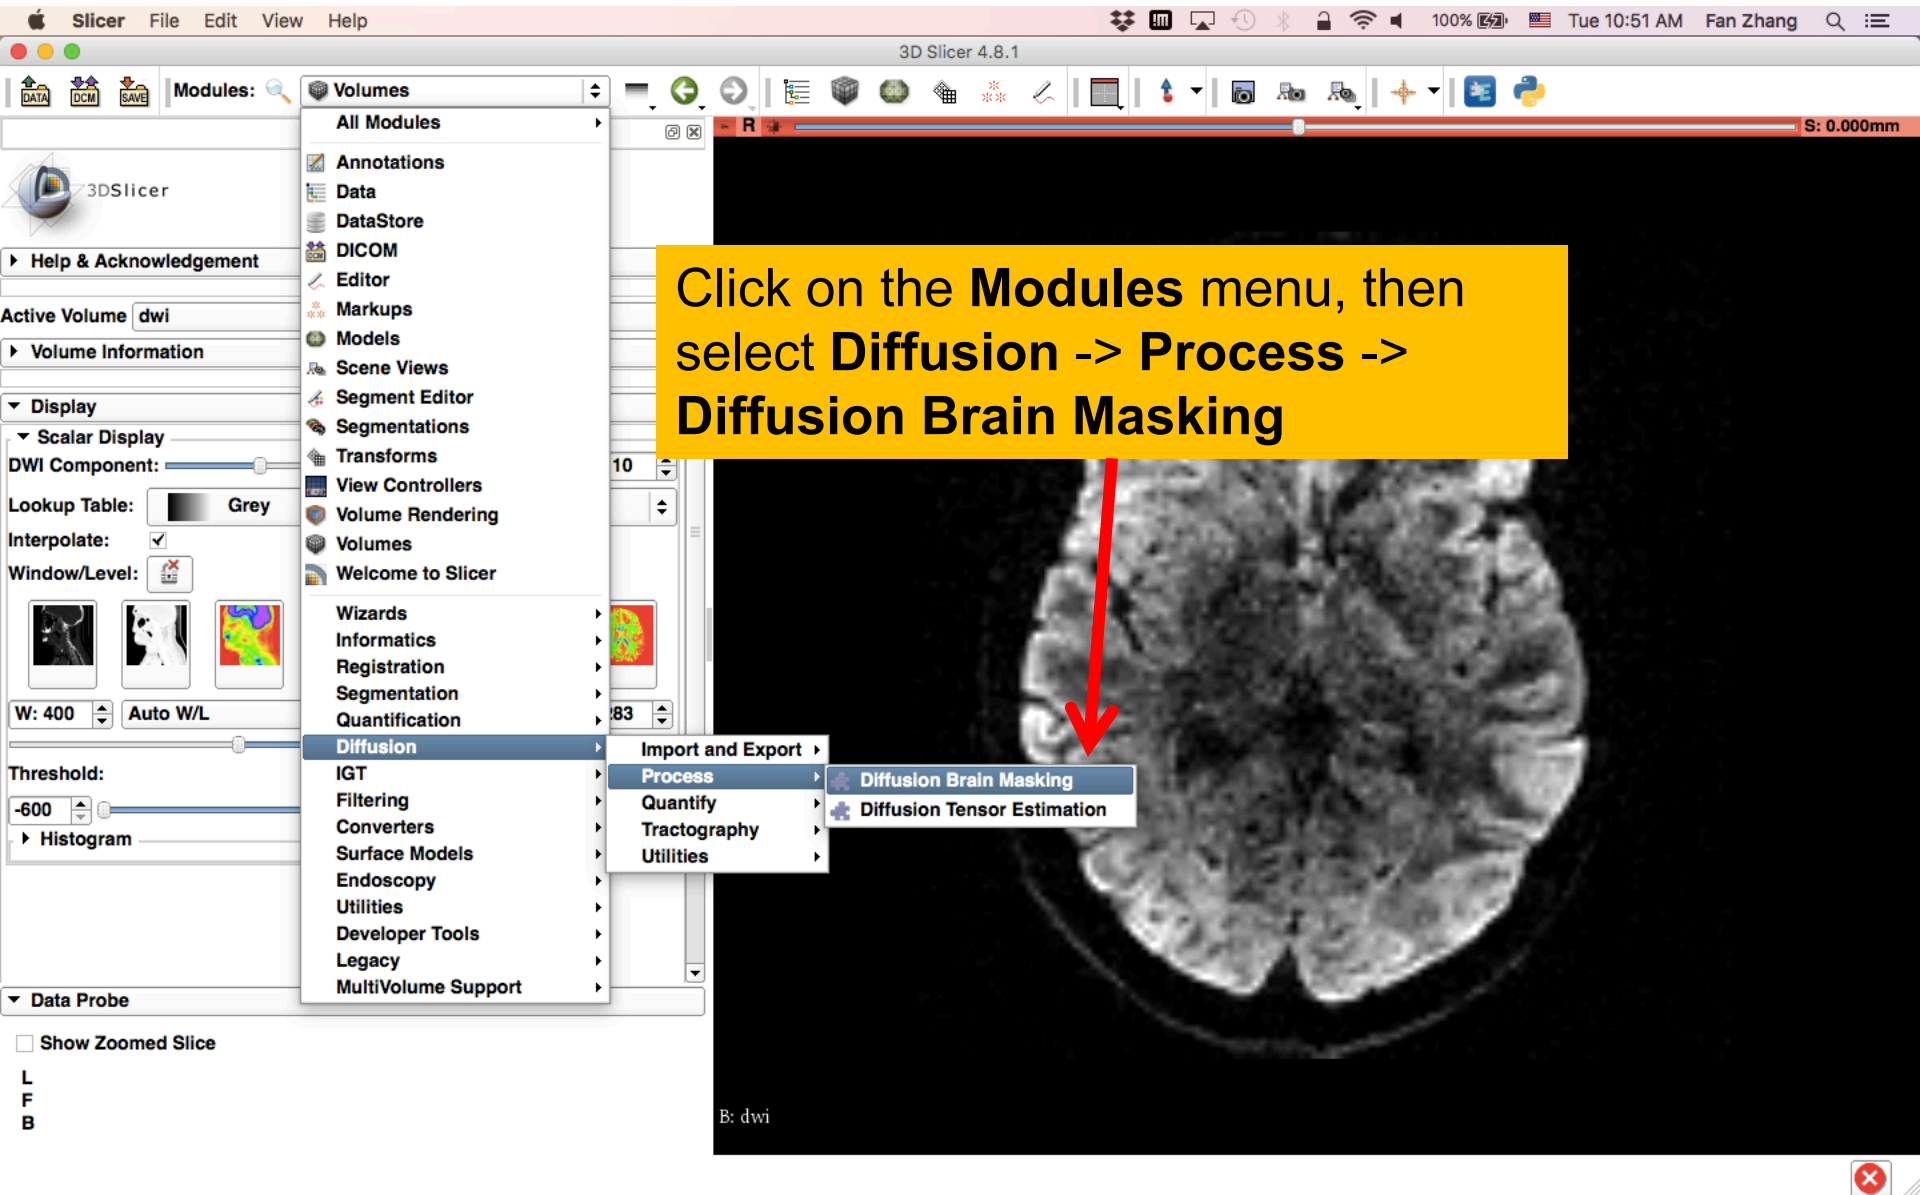 Slicer File Edit View Help 100% Tue 10:51 AM Fan Zhang
3D Slicer 4.8.1
DATA DCM SAVE Modules: Volumes
R S: 0.000mm
3DSlicer
Help & Acknowledgement
Active Volume dwi
Volume Information
Display
Scalar Display
DWI Component: 10
Lookup Table: Grey
Interpolate:
Window/Level:
W: 400 Auto W/L 283
Threshold:
-600
Histogram
Data Probe
Show Zoomed Slice
L
F
B
All Modules
Annotations
Data
DataStore
DICOM
Editor
Markups
Models
Scene Views
Segment Editor
Segmentations
Transforms
View Controllers
Volume Rendering
Volumes
Welcome to Slicer
Wizards
Informatics
Registration
Segmentation
Quantification
Diffusion
IGT
Filtering
Converters
Surface Models
Endoscopy
Utilities
Developer Tools
Legacy
MultiVolume Support
Import and Export
Process
Quantify
Tractography
Utilities
Diffusion Brain Masking
Diffusion Tensor Estimation
Click on the Modules menu, then
select Diffusion -> Process ->
Diffusion Brain Masking
B: dwi